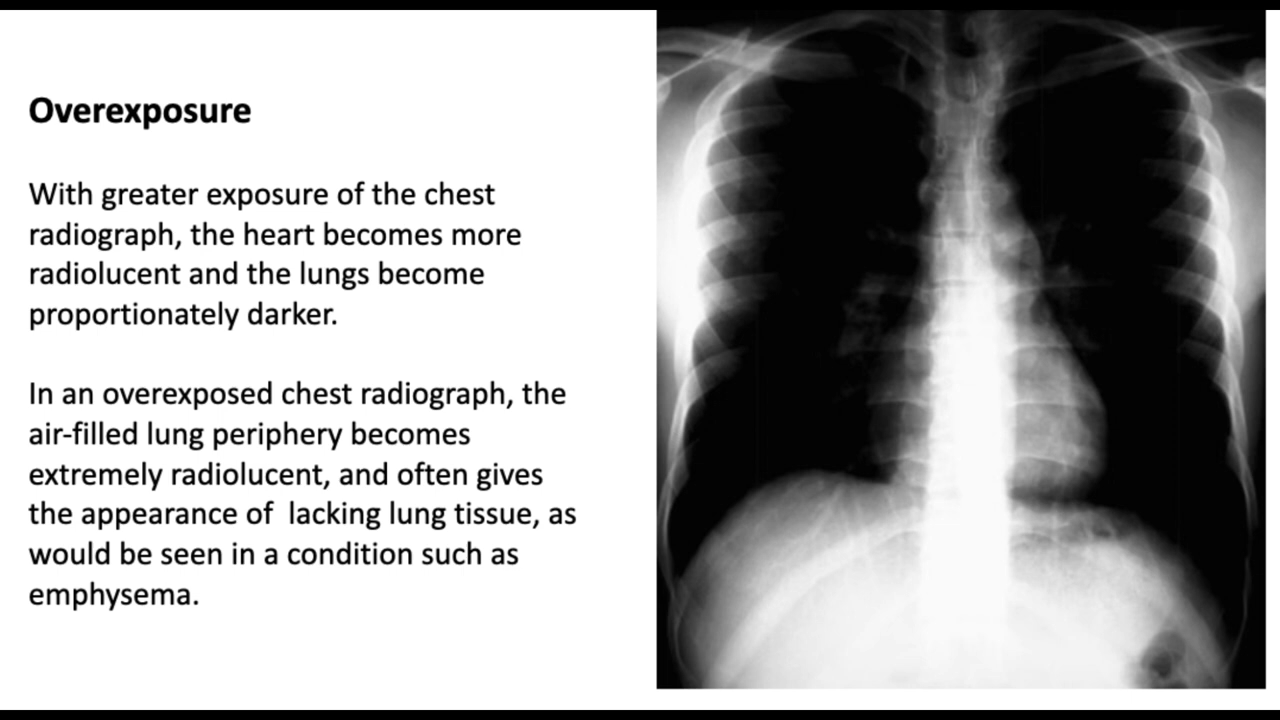 Overexposure
With greater exposure of the chest
radiograph, the heart becomes more
radiolucent and the lungs become
proportionately darker.
In an overexposed chest radiograph, the
air-filled lung periphery becomes
extremely radiolucent, and often gives
the appearance of  lacking lung tissue, as
would be seen in a condition such as
emphysema.